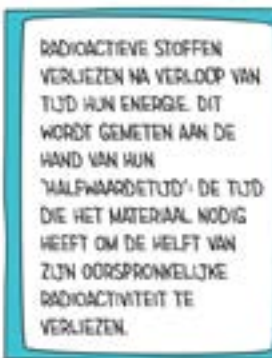 RADIOACTIEVE STOFFEN
VERLIEZEN NA VERLOOP VAN
TIJD HUN ENERGIE. DIT
WORDT GEMETEN AAN DE
HAND VAN HUN
'HALFWAARDETIJD': DE TIJD
DIE HET MATERIAAL NODIG
HEEFT OM DE HELFT VAN
ZIJN OORSPRONKELIJKE
RADIOACTIVITEIT TE
VERLIEZEN.